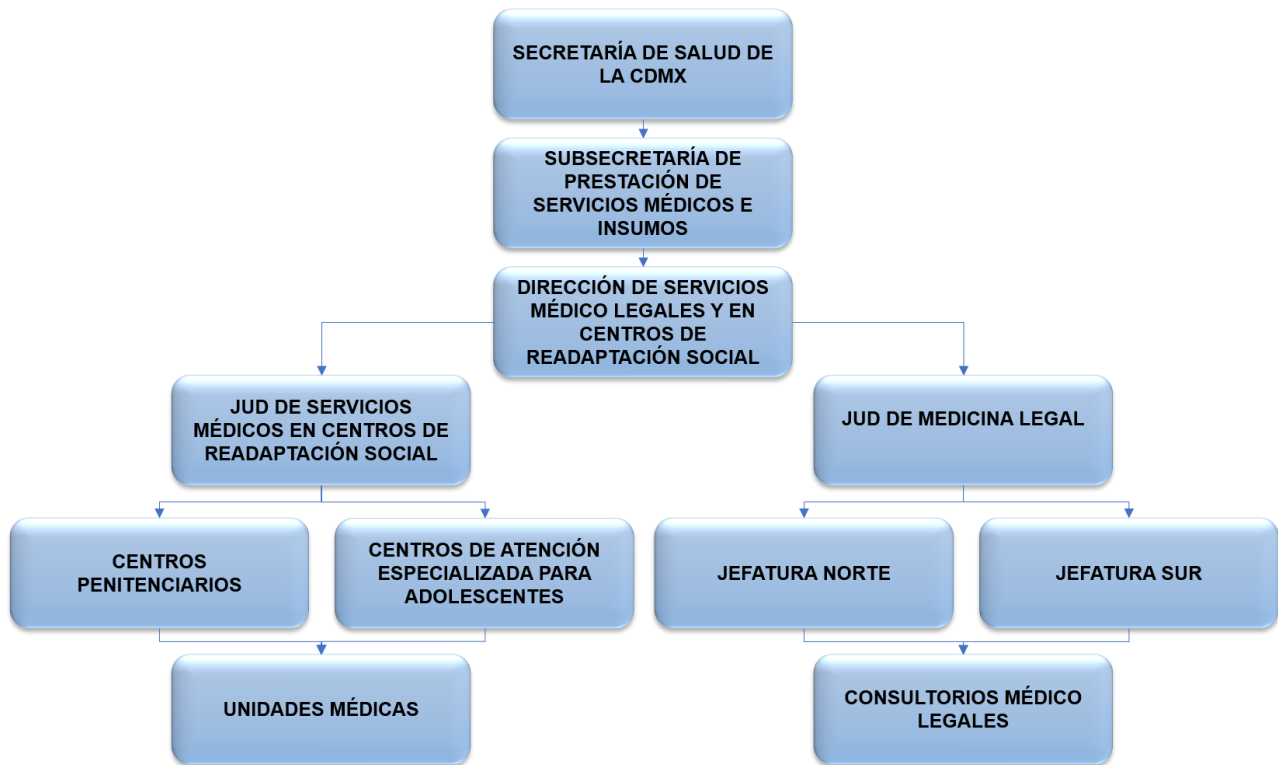 SECRETARÍA DE SALUD DE
LA CDMX
SUBSECRETARÍA DE
PRESTACIÓN DE
SERVICIOS MÉDICOS E
INSUMOS
DIRECCIÓN DE SERVICIOS
MÉDICO LEGALES Y EN
CENTROS DE
READAPTACIÓN SOCIAL
JUD DE SERVICIOS
MÉDICOS EN CENTROS DE
READAPTACIÓN SOCIAL
JUD DE MEDICINA LEGAL
CENTROS
PENITENCIARIOS
CENTROS DE ATENCIÓN
ESPECIALIZADA PARA
ADOLESCENTES
JEFATURA NORTE
JEFATURA SUR
UNIDADES MÉDICAS
CONSULTORIOS MÉDICO
LEGALES